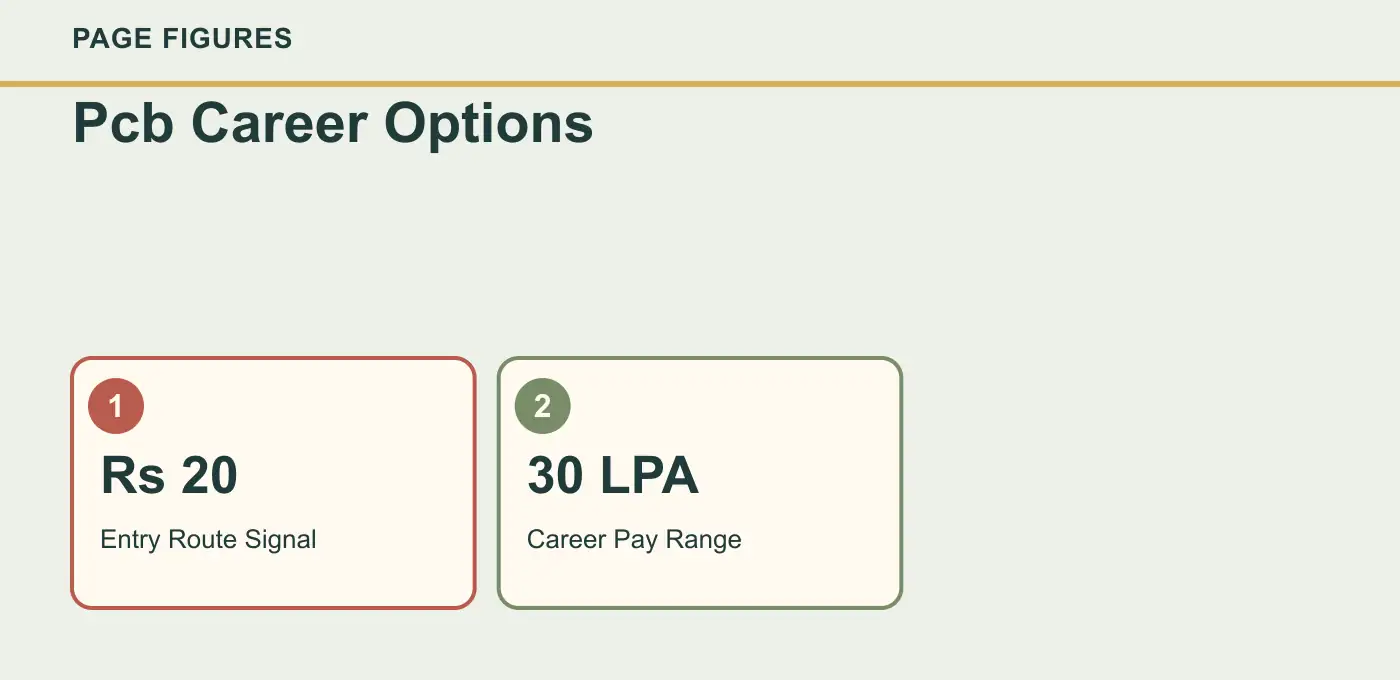 PAGE FIGURES
Pcb Career Options
1
Rs 20
Entry Route Signal
2
30 LPA
Career Pay Range